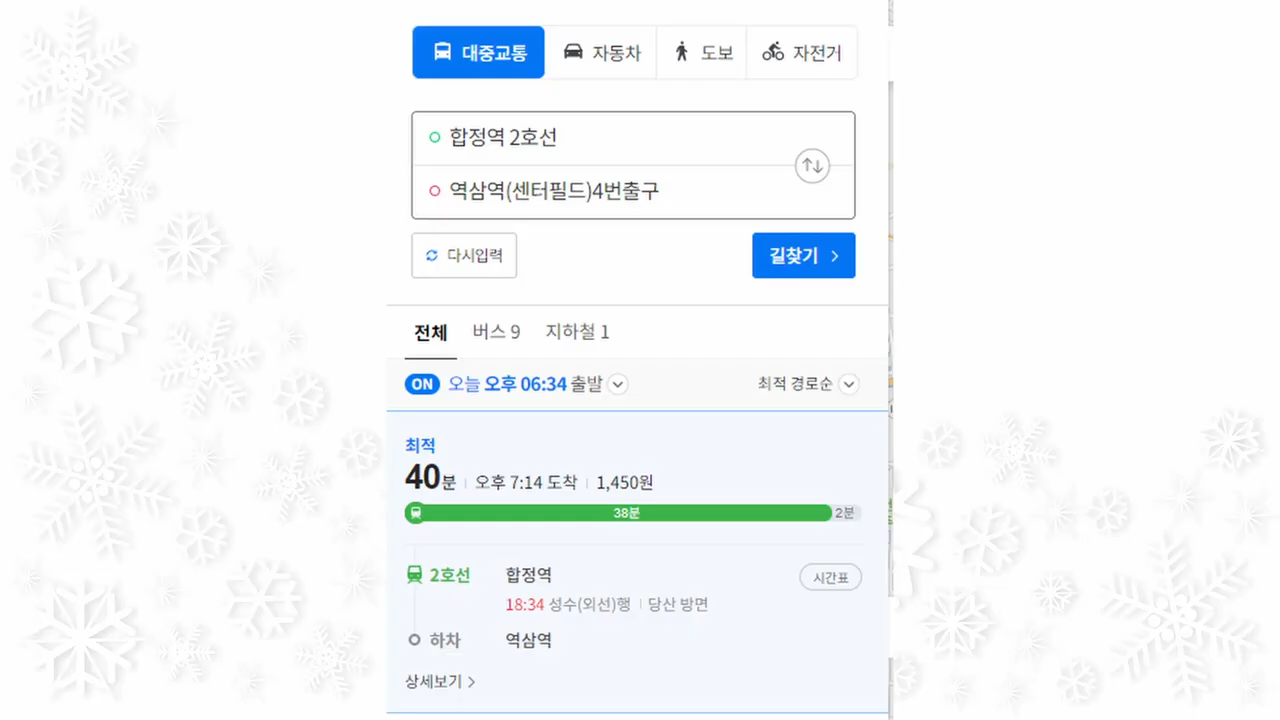 대중교통 자동차 도보 자전거
합정역 2호선
역삼역(센터필드)4번출구
다시입력 길찾기
전체 버스 9 지하철 1
ON 오늘 오후 06:34 출발 최적 경로순
최적
40분 오후 7:14 도착 1,450원
38분 2분
2호선 합정역 시간표
18:34 성수(외선)행 당산 방면
하차 역삼역
상세보기